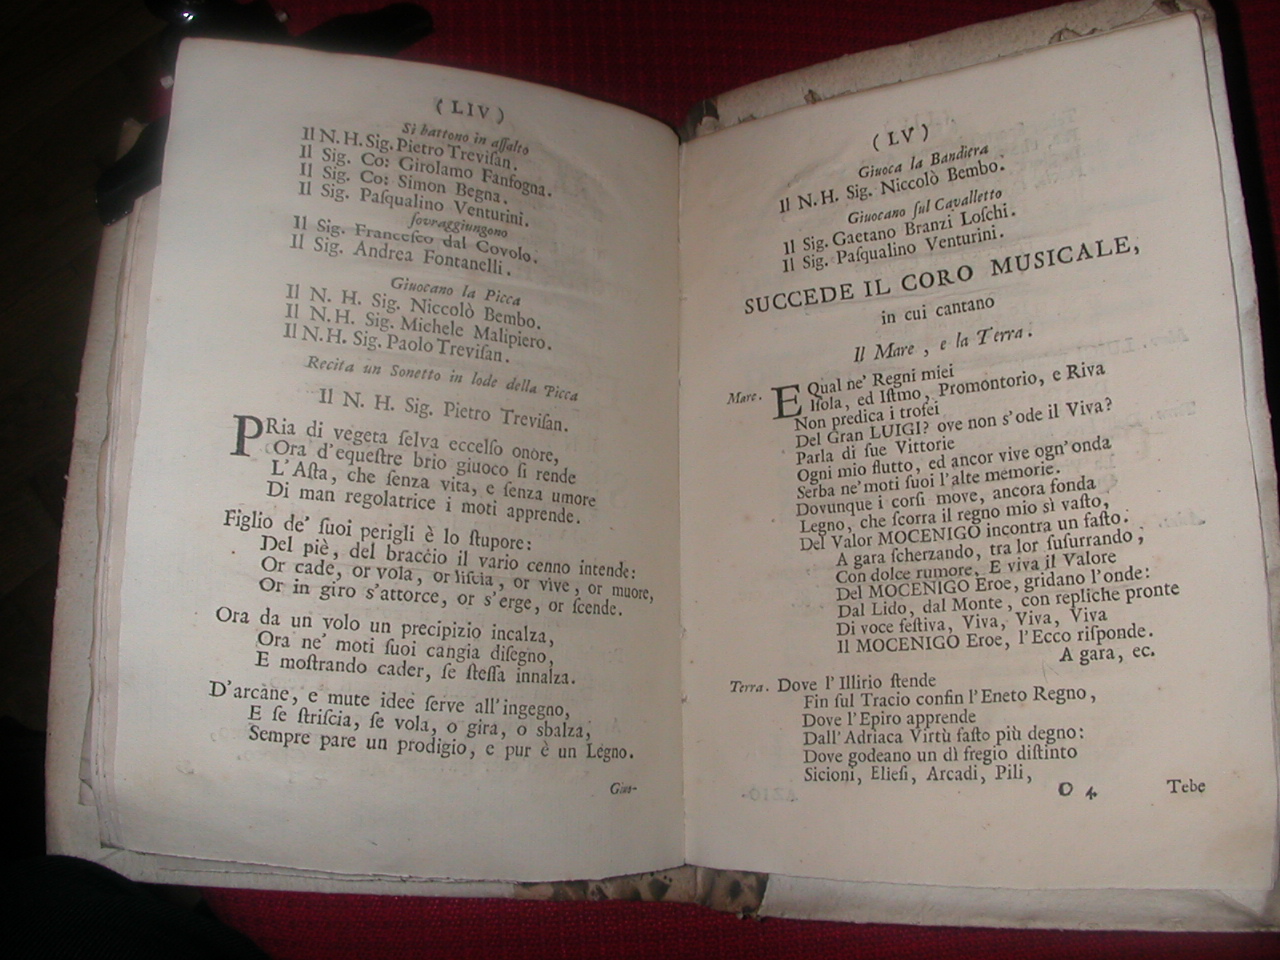 (LIV)
Si battono in aſſalto
Il N. H. Sig. Pietro Treviſan.
Il Sig. Co: Girolamo Fanfogna.
Il Sig. Co: Simon Begna.
Il Sig. Paſqualino Venturini.
ſovraggiungono
Il Sig. Franceſco dal Covolo.
Il Sig. Andrea Fontanelli.
Giuocano la Picca
Il N. H. Sig. Niccolò Bembo.
Il N. H. Sig. Michele Malipiero.
Il N. H. Sig. Paolo Treviſan.
Recita un Sonetto in lode della Picca
Il N. H. Sig. Pietro Treviſan.
PRia di vegeta ſelva eccelſo onore,
Ora d'equeſtre brio giuoco ſi rende
L'Aſta, che ſenza vita, e ſenza umore
Di man regolatrice i moti apprende.
Figlio de' ſuoi perigli è lo ſtupore:
Del piè, del braccio il vario cenno intende:
Or cade, or vola, or liſcia, or vive, or muore,
Or in giro s'attorce, or s'erge, or ſcende.
Ora da un volo un precipizio incalza,
Ora ne' moti ſuoi cangia diſegno,
E moſtrando cader, ſe ſteſſa innalza.
D'arcane, e mute idee ſerve all'ingegno,
E ſe ſtriſcia, ſe vola, o gira, o sbalza,
Sempre pare un prodigio, e pur è un Legno.
Giuo-
(LV)
Giuoca la Bandiera
Il N. H. Sig. Niccolò Bembo.
Giuocano ſul Cavalletto
Il Sig. Gaetano Branzi Loſchi.
Il Sig. Paſqualino Venturini.
SUCCEDE IL CORO MUSICALE,
in cui cantano
Il Mare, e la Terra.
Mare. E Qual ne' Regni miei
Iſola, ed Iſtmo, Promontorio, e Riva
Non predica i trofei
Del Gran LUIGI? ove non s'ode il Viva?
Parla di ſue Vittorie
Ogni mio flutto, ed ancor vive ogn'onda
Serba ne' moti ſuoi l'alte memorie.
Dovunque i corſi move, ancora fonda
Legno, che ſcorra il regno mio sì vaſto,
Del Valor MOCENIGO incontra un faſto.
A gara ſcherzando, tra lor ſuſurrando,
Con dolce rumore, E viva il Valore
Del MOCENIGO Eroe, gridano l'onde:
Dal Lido, dal Monte, con repliche pronte
Di voce feſtiva, Viva, Viva, Viva
Il MOCENIGO Eroe, l'Ecco riſponde.
A gara, ec.
Terra. Dove l'Illirio ſtende
Fin ſul Tracio confin l'Eneto Regno,
Dove l'Epiro apprende
Dall'Adriaca Virtù faſto più degno:
Dove godeano un dì fregio diſtinto
Sicioni, Elieſi, Arcadi, Pili,
O 4 Tebe